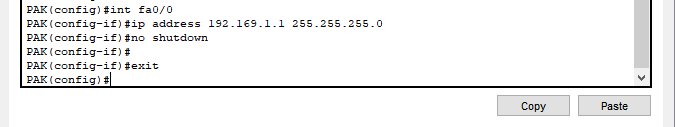 PAK(config)#int fa0/0
PAK(config-if)#ip address 192.169.1.1 255.255.255.0
PAK(config-if)#no shutdown
PAK(config-if)#
PAK(config-if)#exit
PAK(config)#
Copy Paste